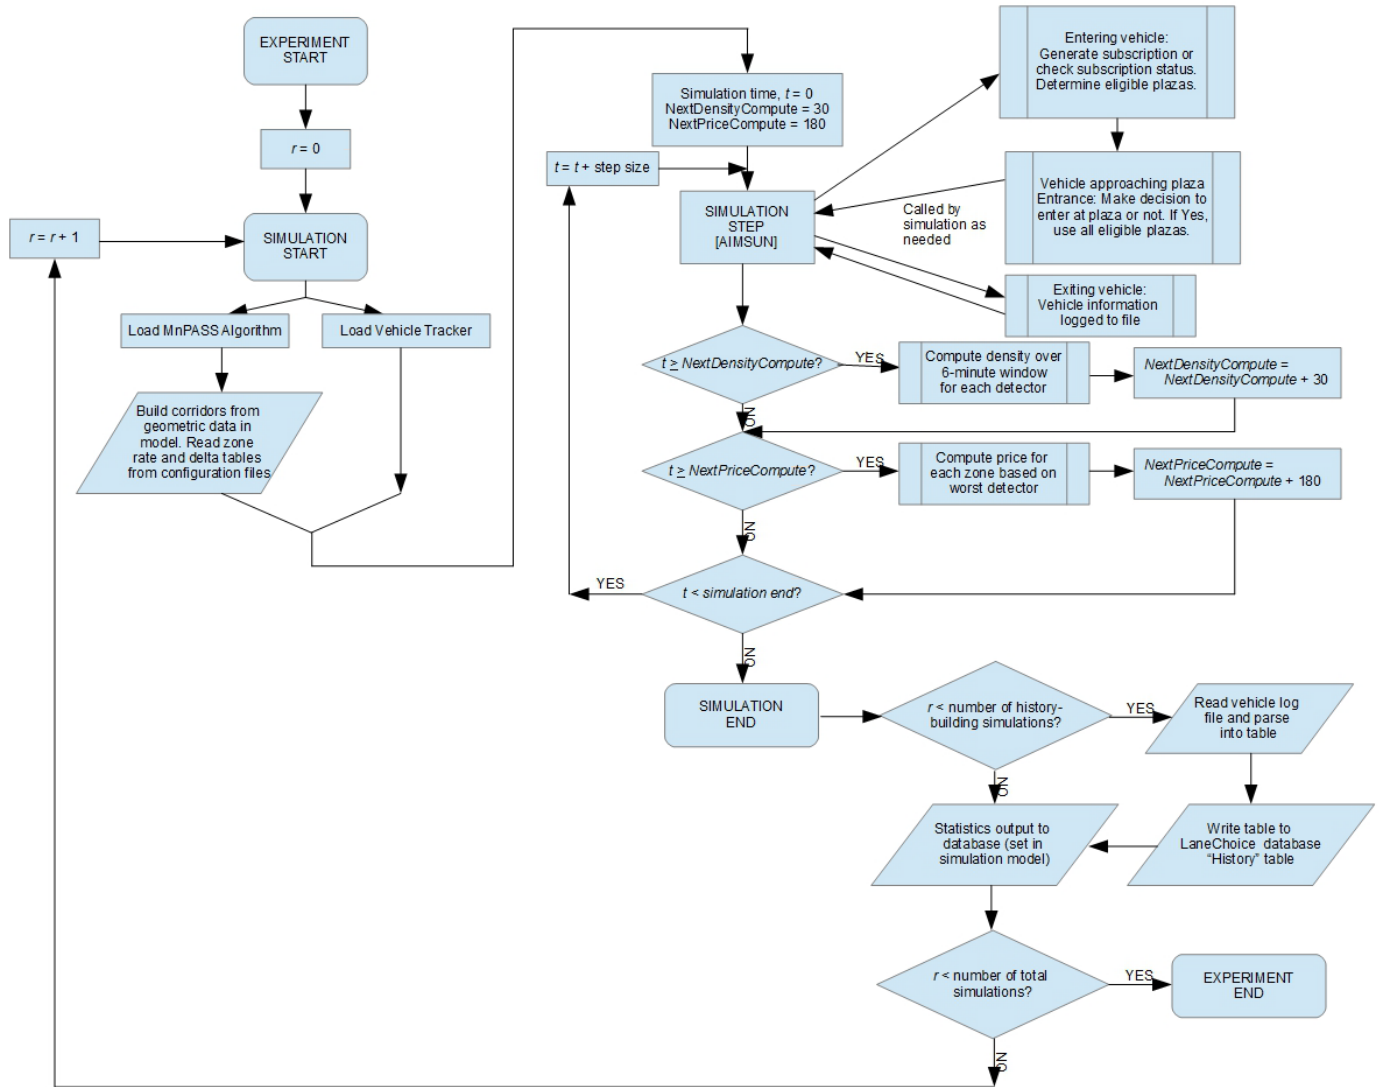 EXPERIMENT
START
r = 0
r = r + 1
SIMULATION
START
Load MnPASS Algorithm
Load Vehicle Tracker
Build corridors from
geometric data in
model. Read zone
rate and delta tables
from configuration files
Simulation time, t = 0
NextDensityCompute = 30
NextPriceCompute = 180
t = t + step size
SIMULATION
STEP
[AIMSUN]
Entering vehicle:
Generate subscription or
check subscription status.
Determine eligible plazas.
Vehicle approaching plaza
Entrance: Make decision to
enter at plaza or not. If Yes,
use all eligible plazas.
Called by
simulation as
needed
Exiting vehicle:
Vehicle information
logged to file
t ≥ NextDensityCompute?
YES
Compute density over
6-minute window
for each detector
NextDensityCompute =
NextDensityCompute + 30
NO
t ≥ NextPriceCompute?
YES
Compute price for
each zone based on
worst detector
NextPriceCompute =
NextPriceCompute + 180
NO
t < simulation end?
YES
NO
SIMULATION
END
r < number of history-
building simulations?
YES
Read vehicle log
file and parse
into table
NO
Statistics output to
database (set in
simulation model)
Write table to
LaneChoice database
“History” table
r < number of total
simulations?
YES
EXPERIMENT
END
NO